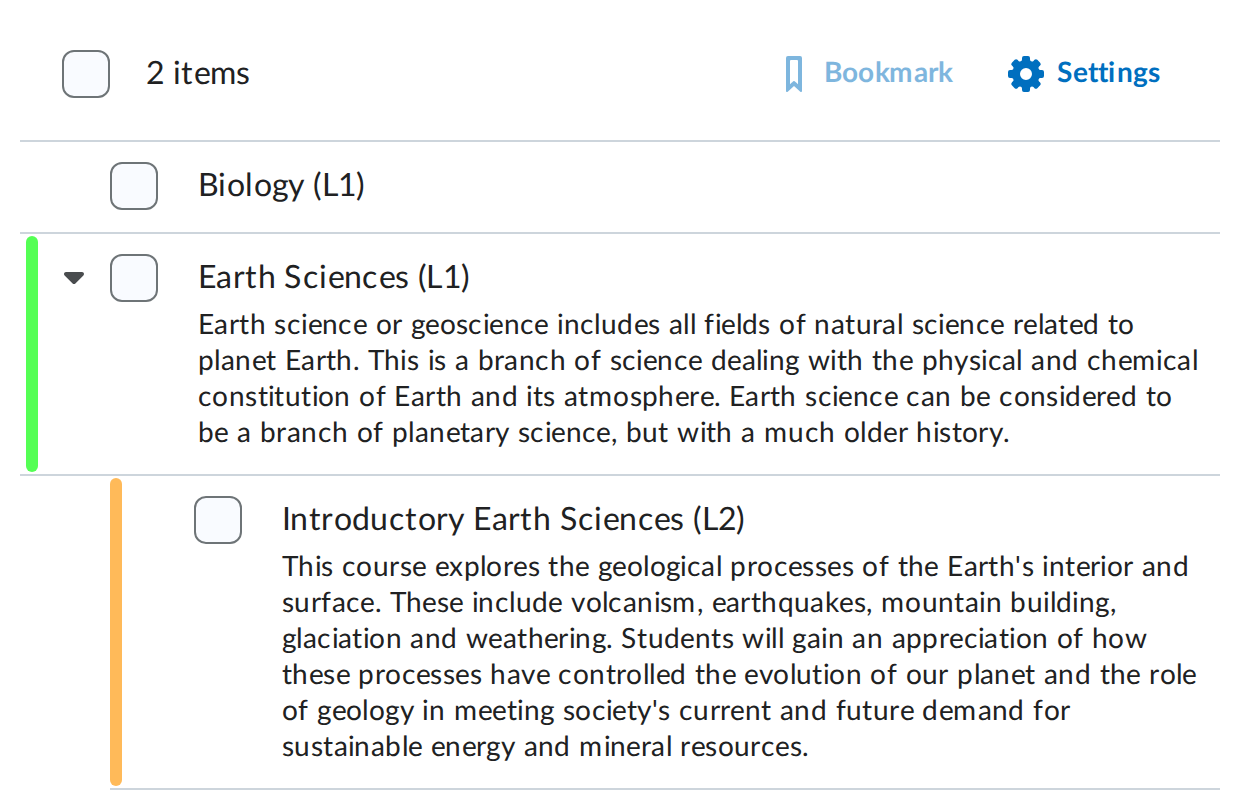 2 items
Bookmark
Settings
Biology (L1)
Earth Sciences (L1)
Earth science or geoscience includes all fields of natural science related to
planet Earth. This is a branch of science dealing with the physical and chemical
constitution of Earth and its atmosphere. Earth science can be considered to
be a branch of planetary science, but with a much older history.
Introductory Earth Sciences (L2)
This course explores the geological processes of the Earth's interior and
surface. These include volcanism, earthquakes, mountain building,
glaciation and weathering. Students will gain an appreciation of how
these processes have controlled the evolution of our planet and the role
of geology in meeting society's current and future demand for
sustainable energy and mineral resources.